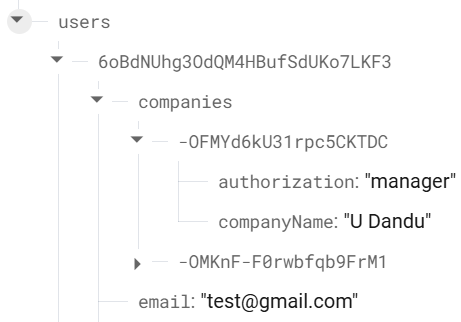 users
6oBdNUhg3OdQM4HBufSdUKo7LKF3
companies
-OFMYd6kU31rpc5CKTDC
authorization: "manager"
companyName: "U Dandu"
-OMKnF-F0rwbfqb9FrM1
email: "test@gmail.com"